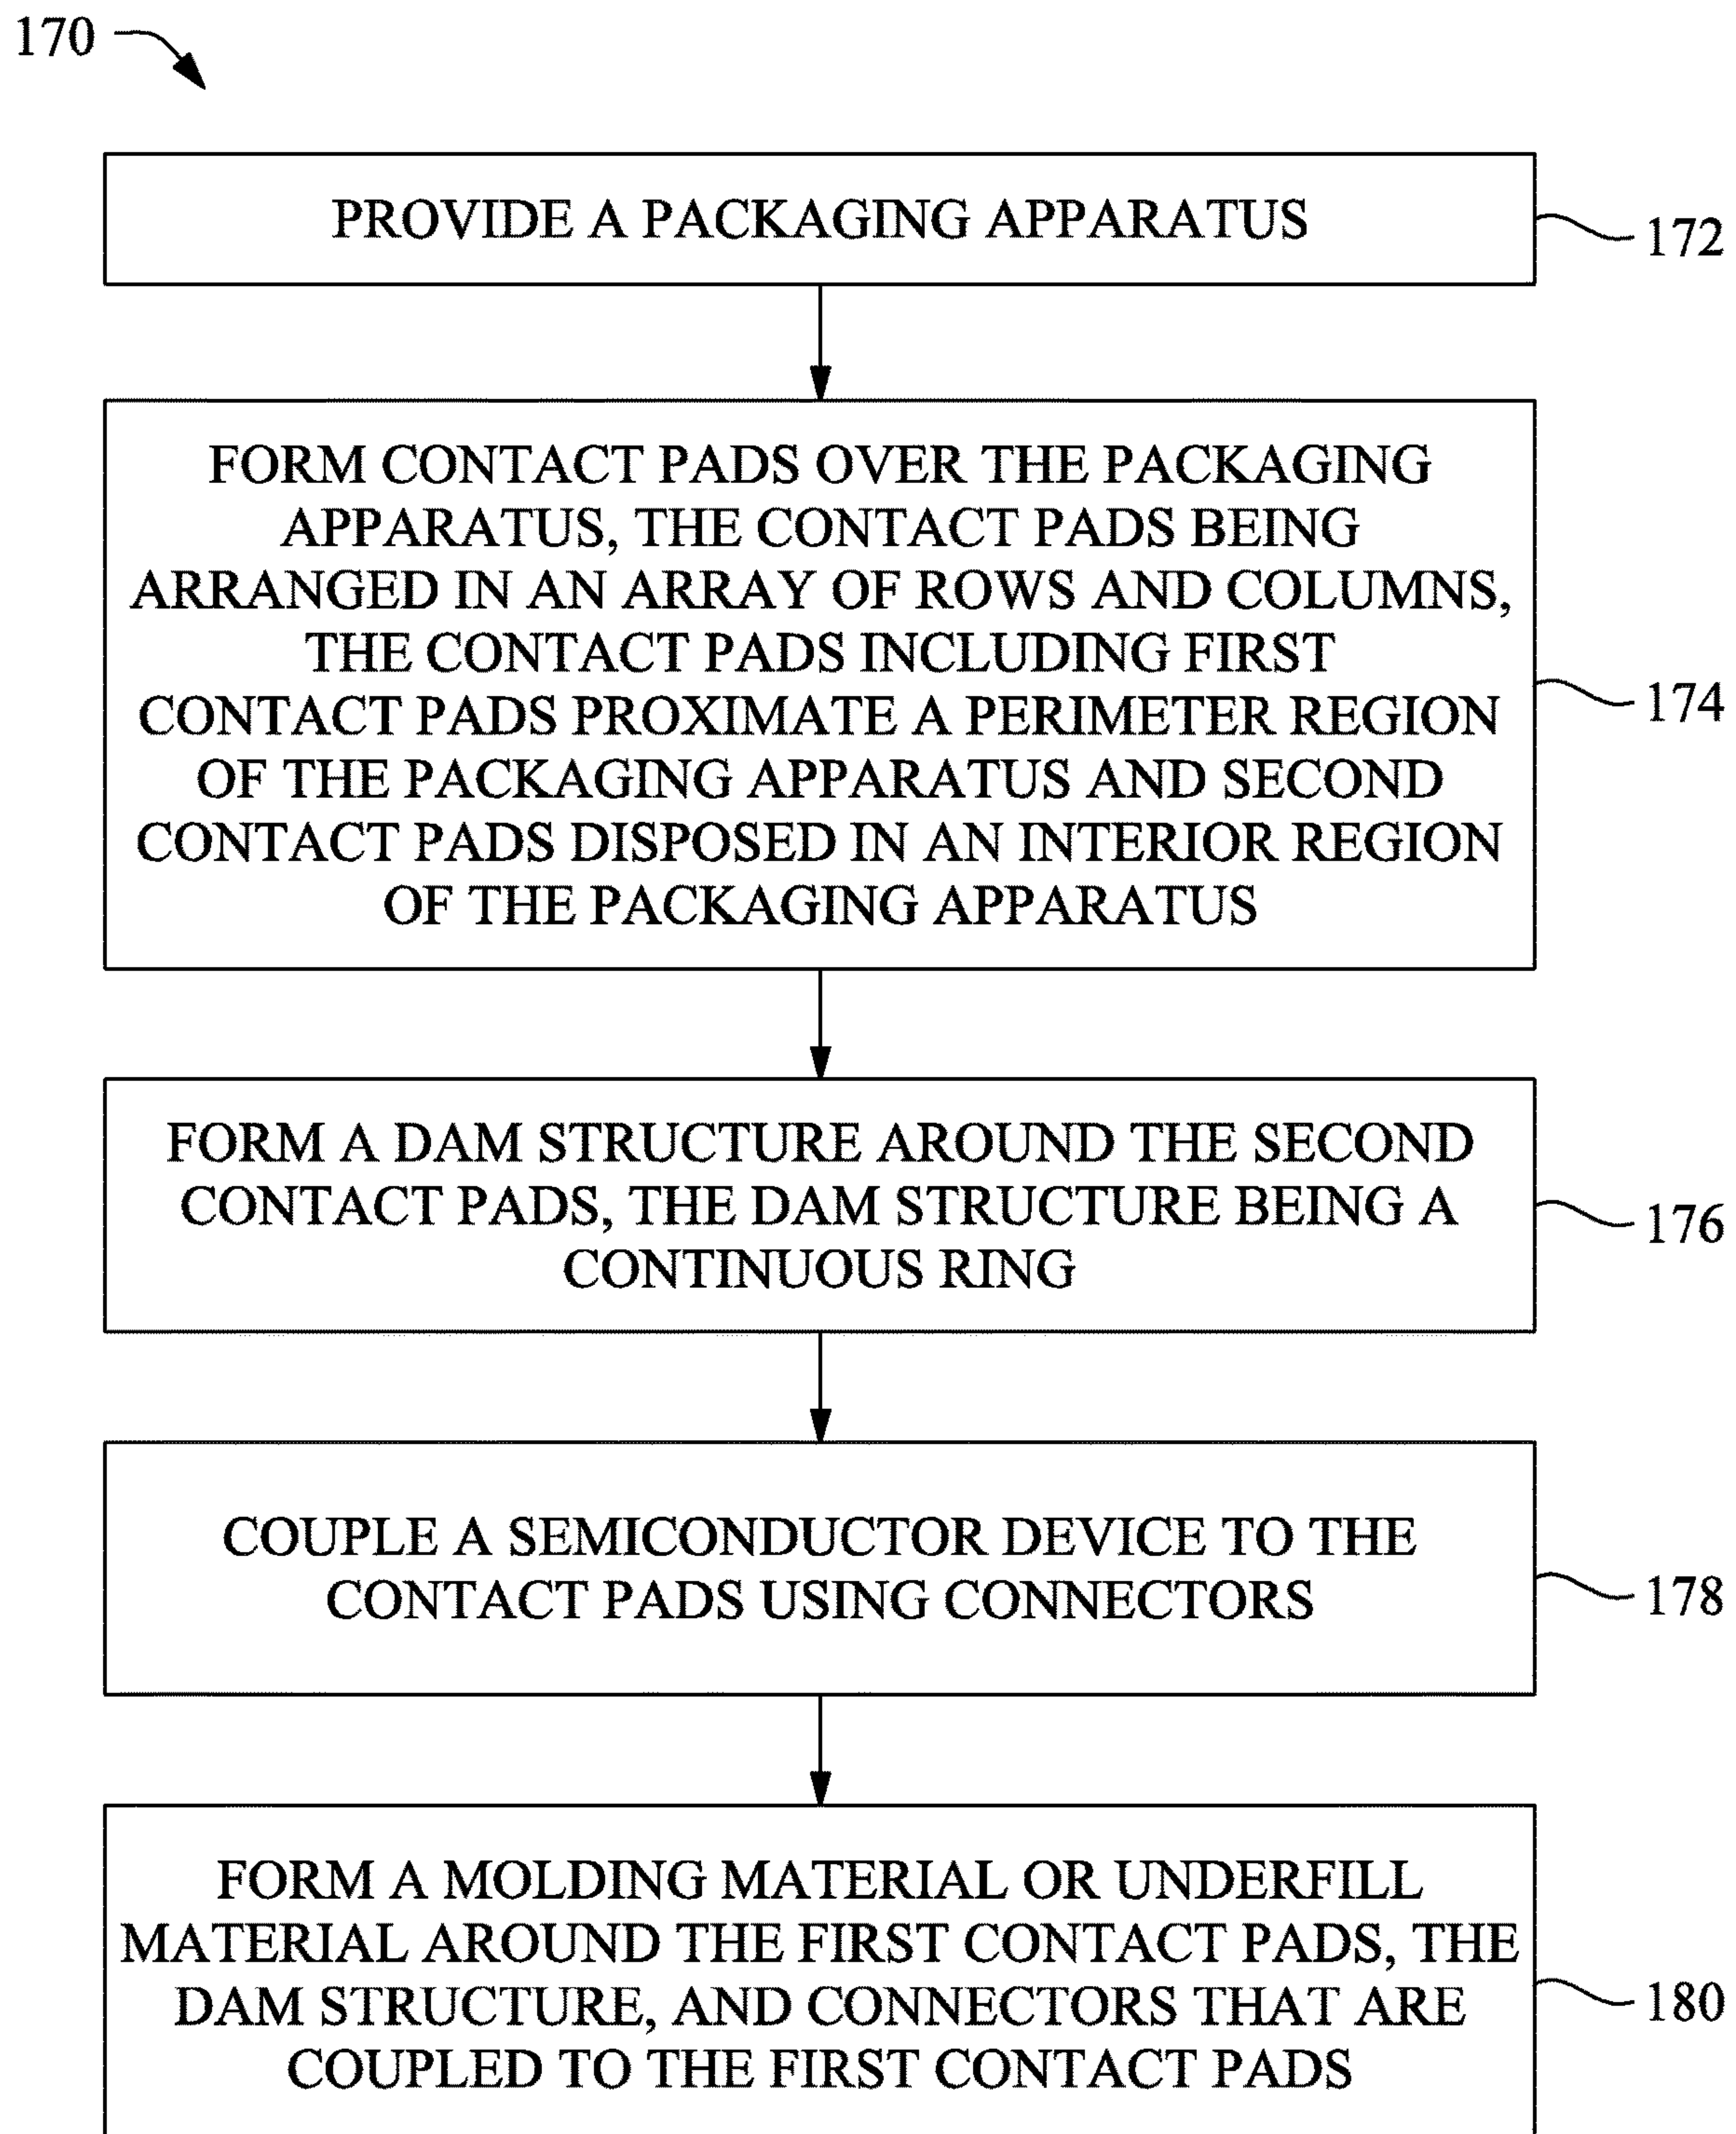 170
PROVIDE A PACKAGING APPARATUS
172
FORM CONTACT PADS OVER THE PACKAGING
APPARATUS, THE CONTACT PADS BEING
ARRANGED IN AN ARRAY OF ROWS AND COLUMNS,
THE CONTACT PADS INCLUDING FIRST
CONTACT PADS PROXIMATE A PERIMETER REGION
OF THE PACKAGING APPARATUS AND SECOND
CONTACT PADS DISPOSED IN AN INTERIOR REGION
OF THE PACKAGING APPARATUS
174
FORM A DAM STRUCTURE AROUND THE SECOND
CONTACT PADS, THE DAM STRUCTURE BEING A
CONTINUOUS RING
176
COUPLE A SEMICONDUCTOR DEVICE TO THE
CONTACT PADS USING CONNECTORS
178
FORM A MOLDING MATERIAL OR UNDERFILL
MATERIAL AROUND THE FIRST CONTACT PADS, THE
DAM STRUCTURE, AND CONNECTORS THAT ARE
COUPLED TO THE FIRST CONTACT PADS
180